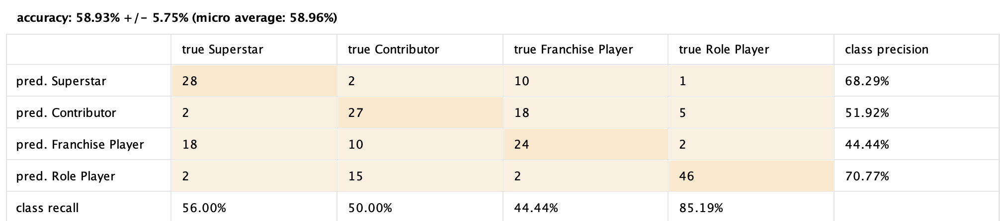 accuracy: 58.93% +/- 5.75% (micro average: 58.96%)
true Superstar true Contributor true Franchise Player true Role Player class precision
pred. Superstar 28 2 10 1 68.29%
pred. Contributor 2 27 18 5 51.92%
pred. Franchise Player 18 10 24 2 44.44%
pred. Role Player 2 15 2 46 70.77%
class recall 56.00% 50.00% 44.44% 85.19%